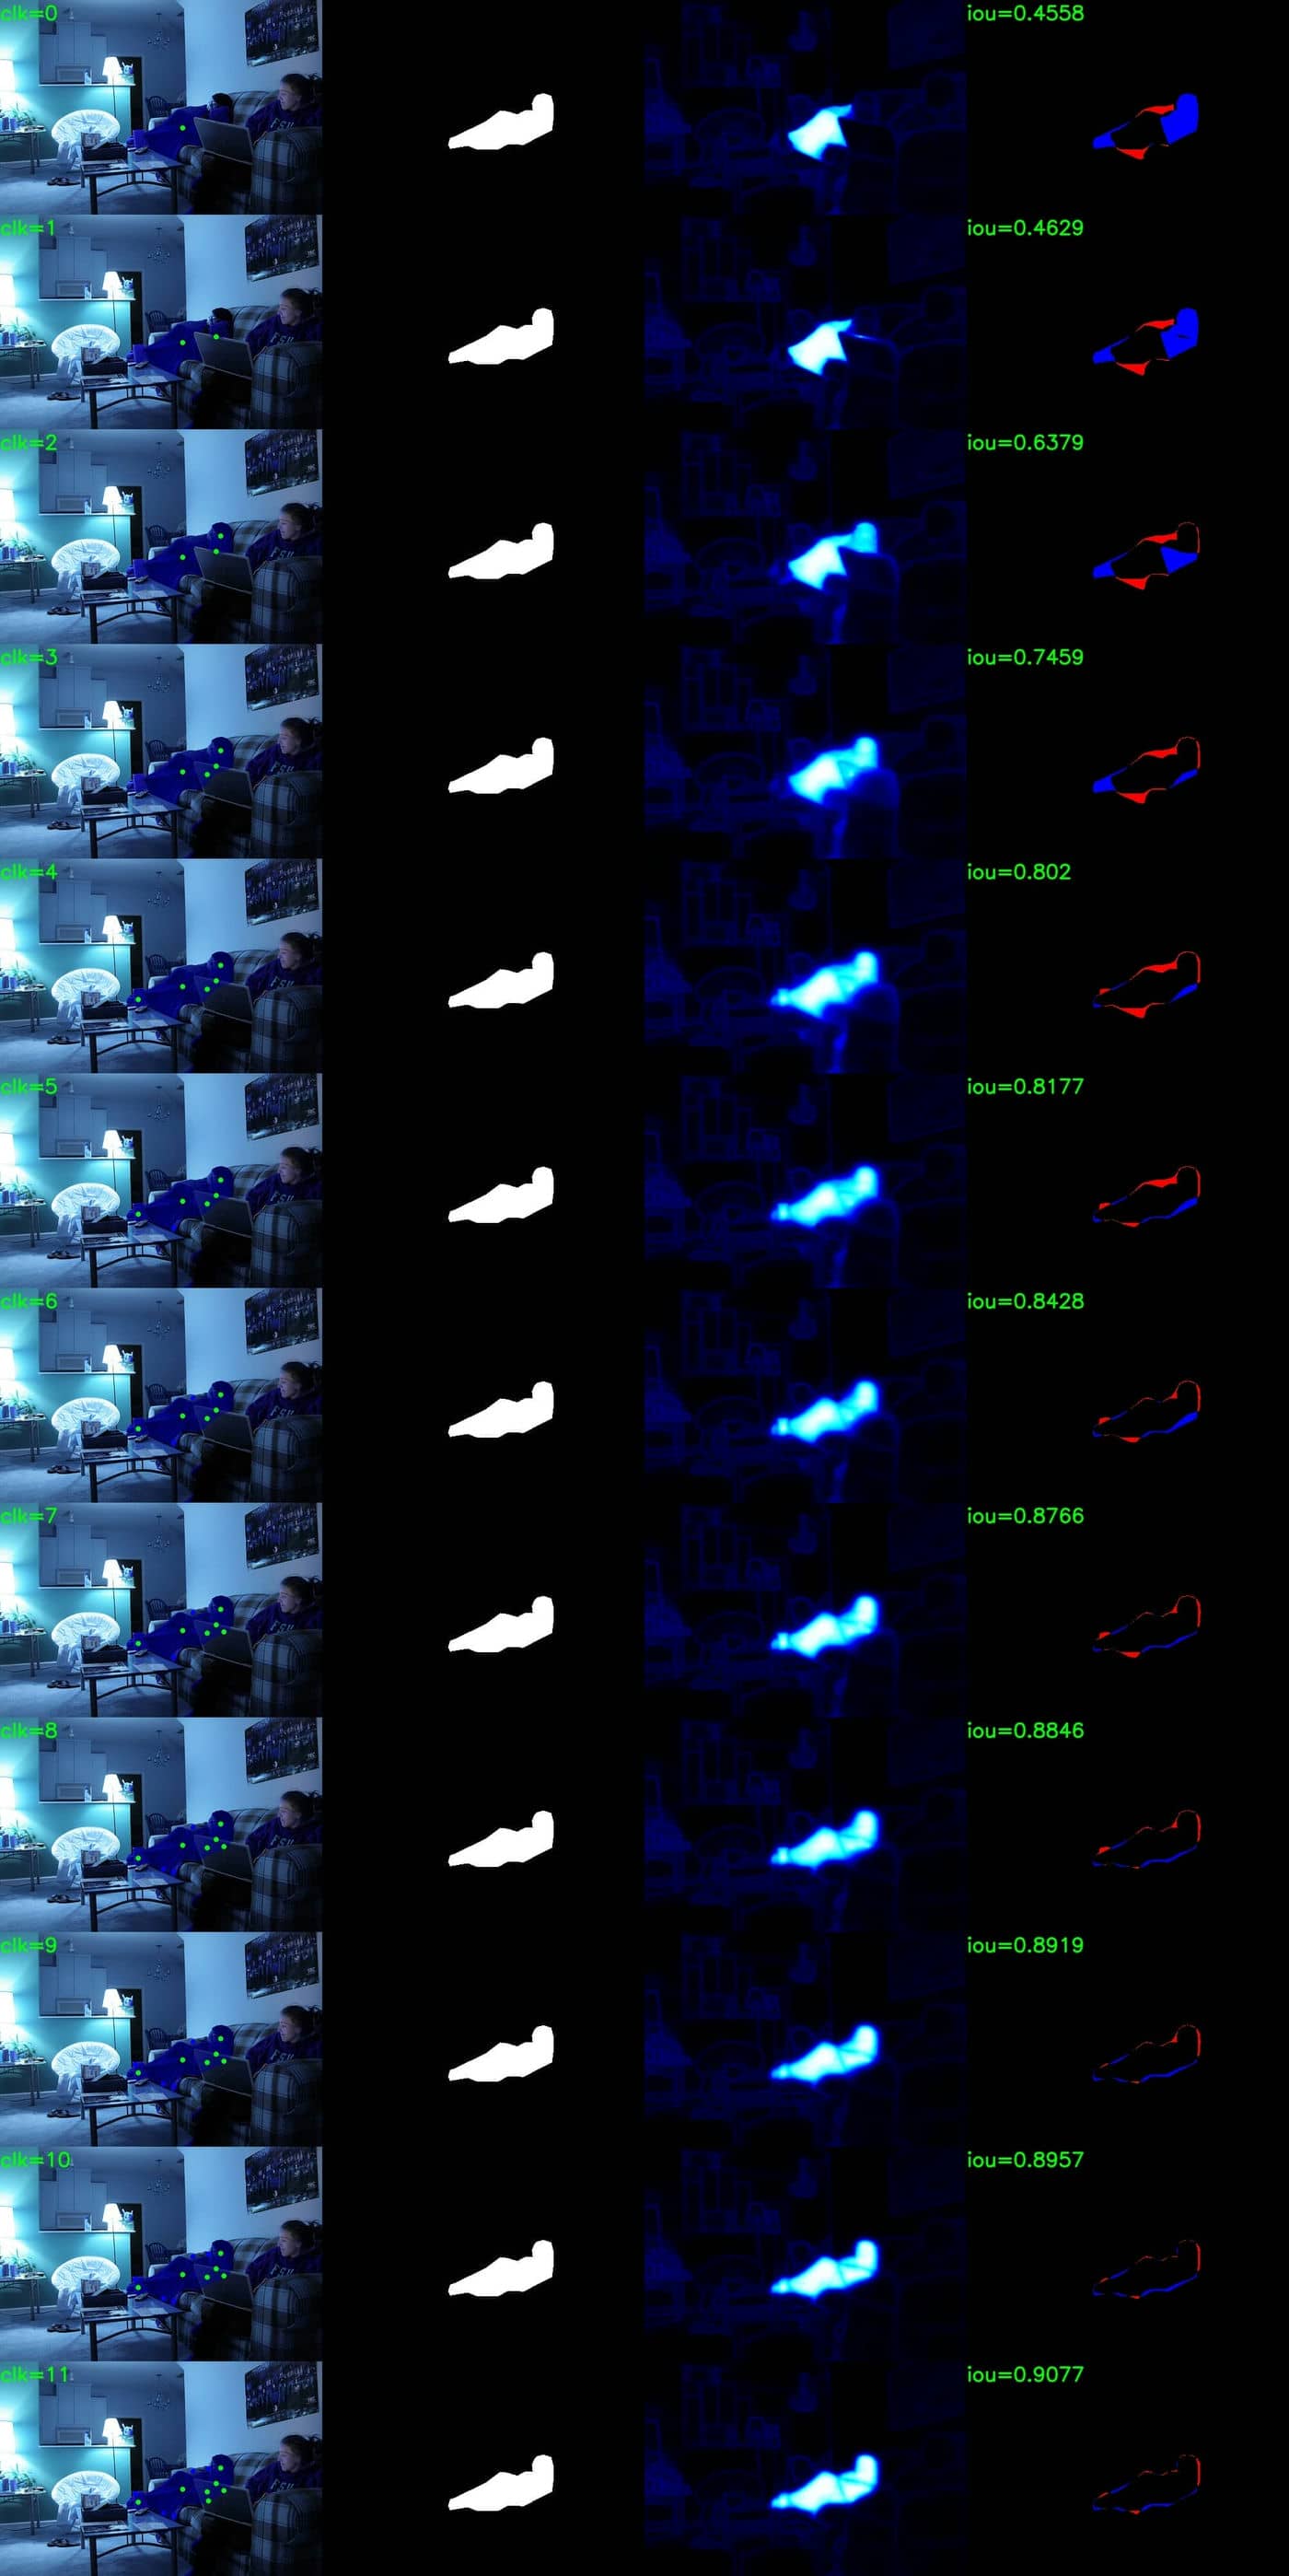 clk=0 iou=0.4558
clk=1 iou=0.4629
clk=2 iou=0.6379
clk=3 iou=0.7459
clk=4 iou=0.802
clk=5 iou=0.8177
clk=6 iou=0.8428
clk=7 iou=0.8766
clk=8 iou=0.8846
clk=9 iou=0.8919
clk=10 iou=0.8957
clk=11 iou=0.9077